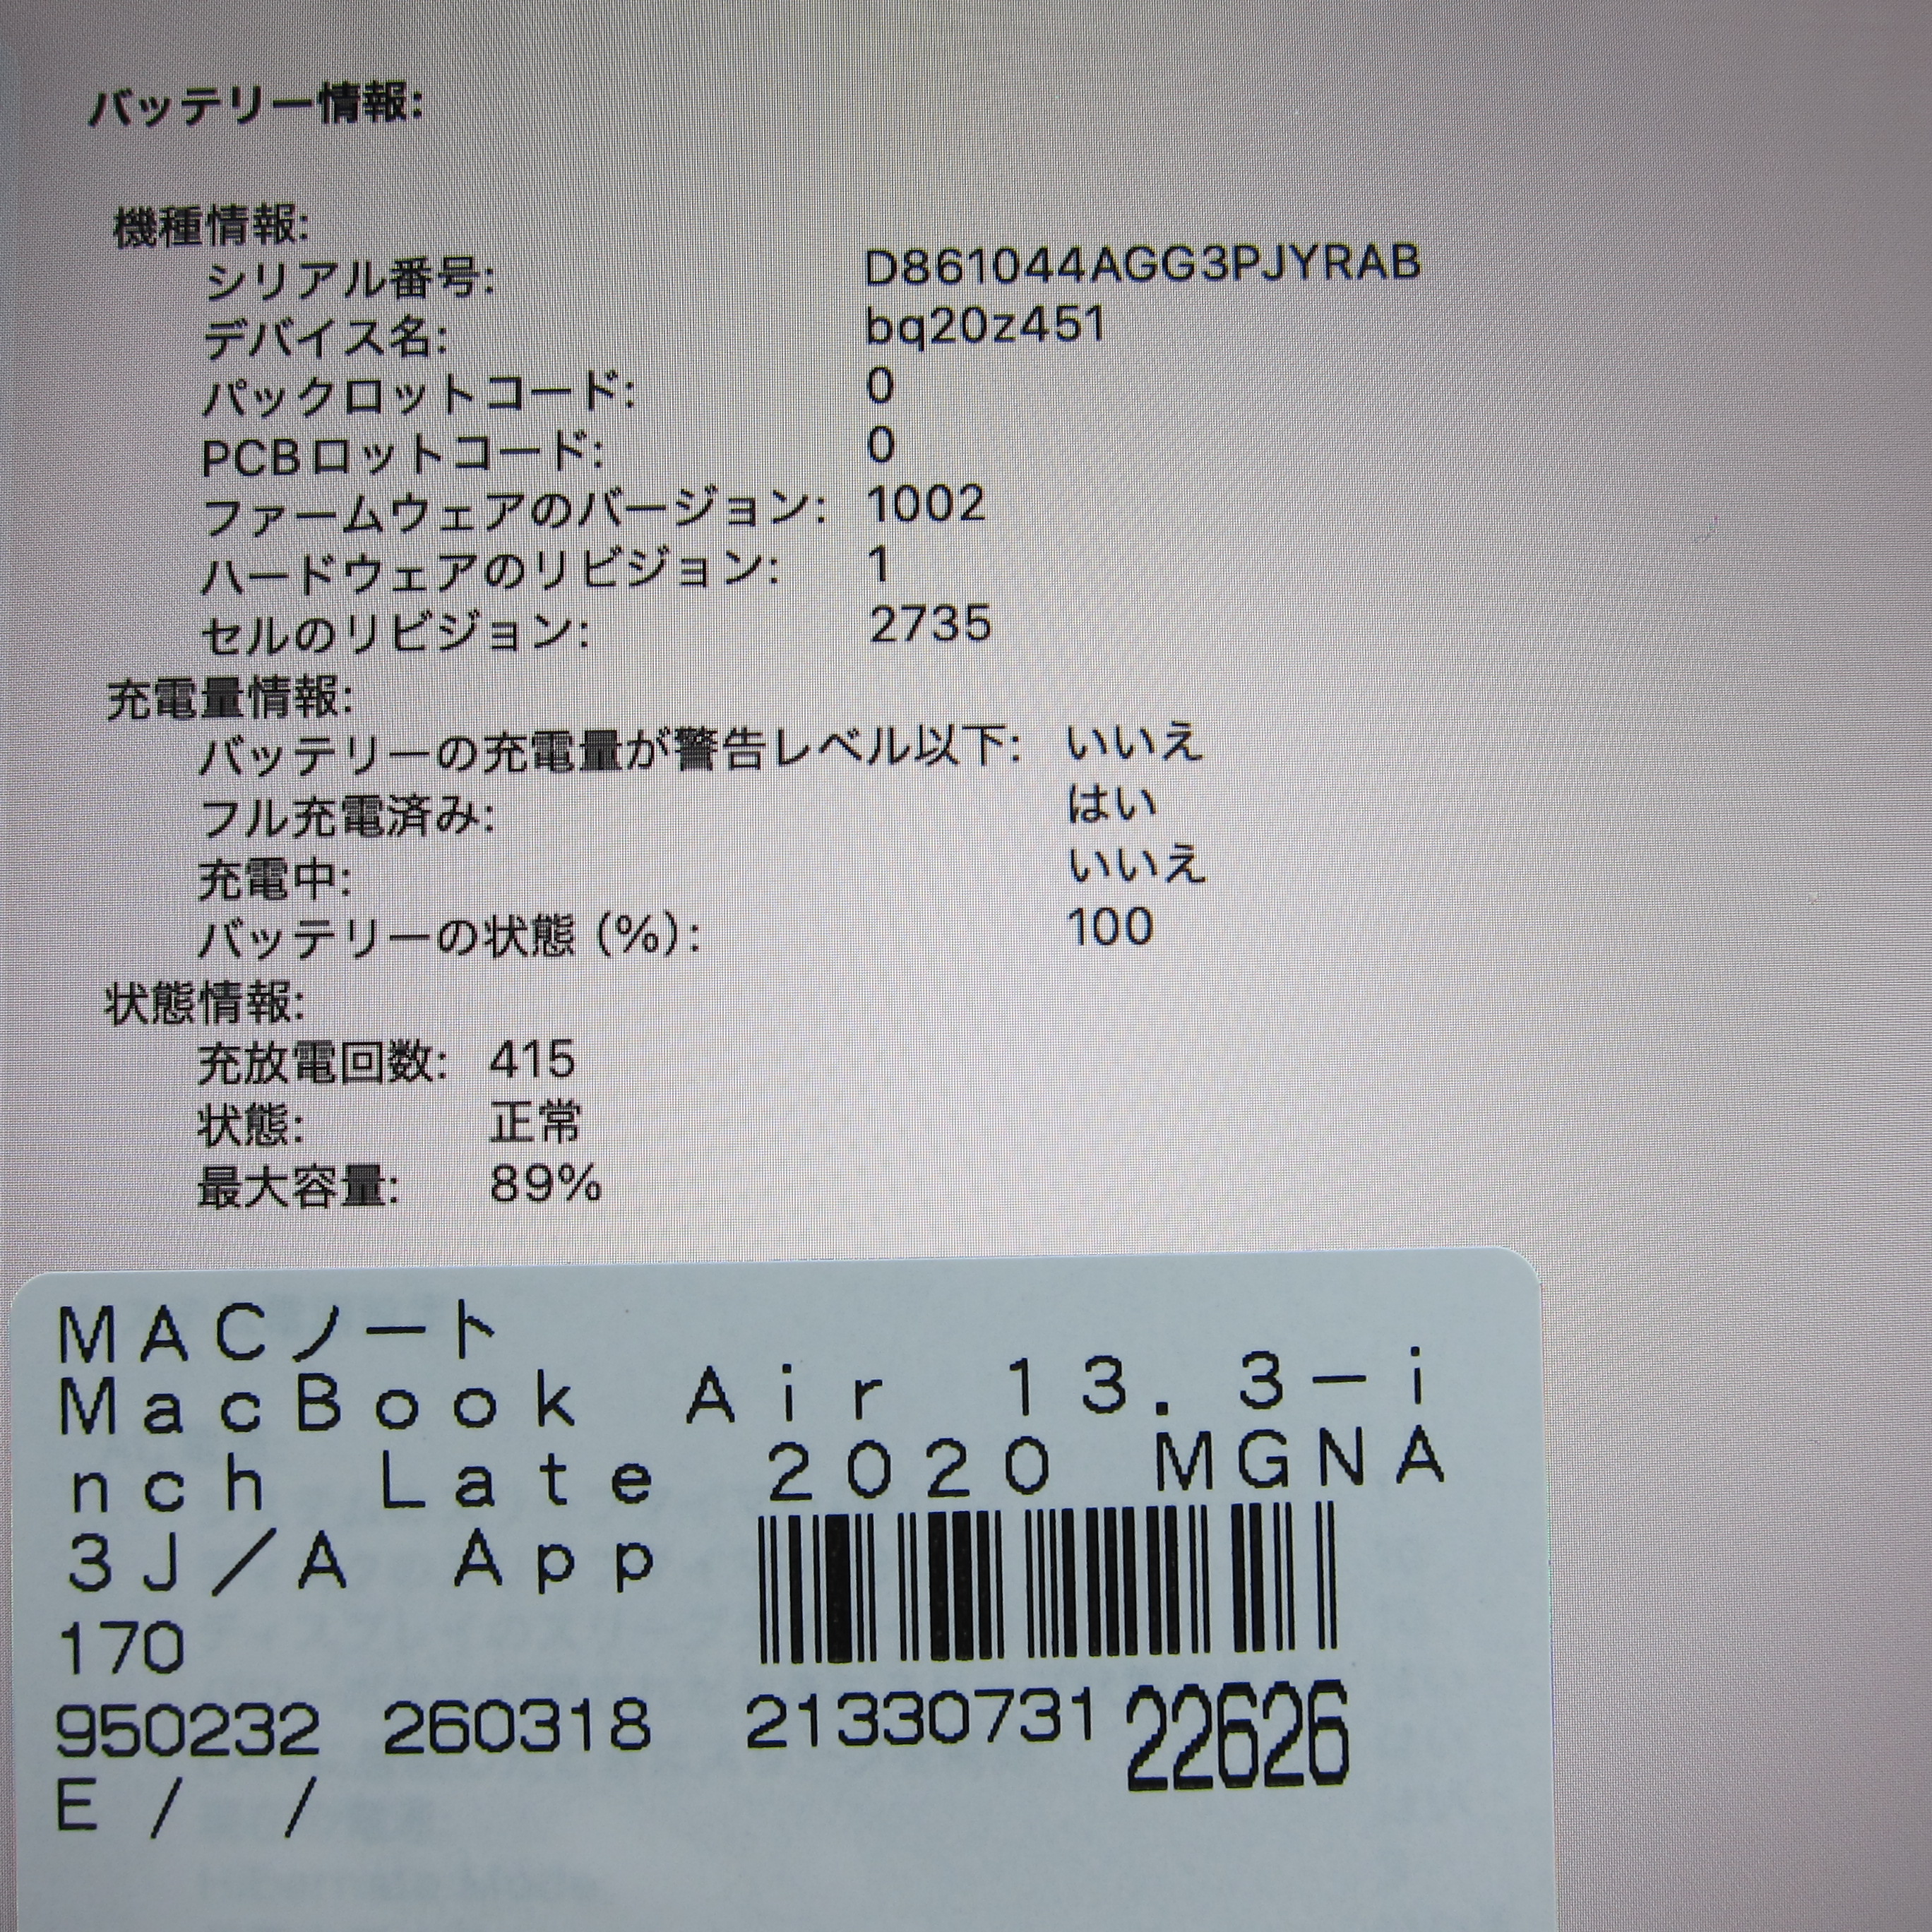 バッテリー情報:
機種情報:
シリアル番号: D861044AGG3PJYRAB
デバイス名: bq20z451
パックロットコード: 0
PCBロットコード: 0
ファームウェアのバージョン: 1002
ハードウェアのリビジョン: 1
セルのリビジョン: 2735
充電量情報:
バッテリーの充電量が警告レベル以下: いいえ
フル充電済み: はい
充電中: いいえ
バッテリーの状態 (%): 100
状態情報:
充放電回数: 415
状態: 正常
最大容量: 89%
MACノート
MacBook Air 13.3-i
nch Late 2020 MGNA
3J/A App
170
950232 260318 21330731 22626
E / /